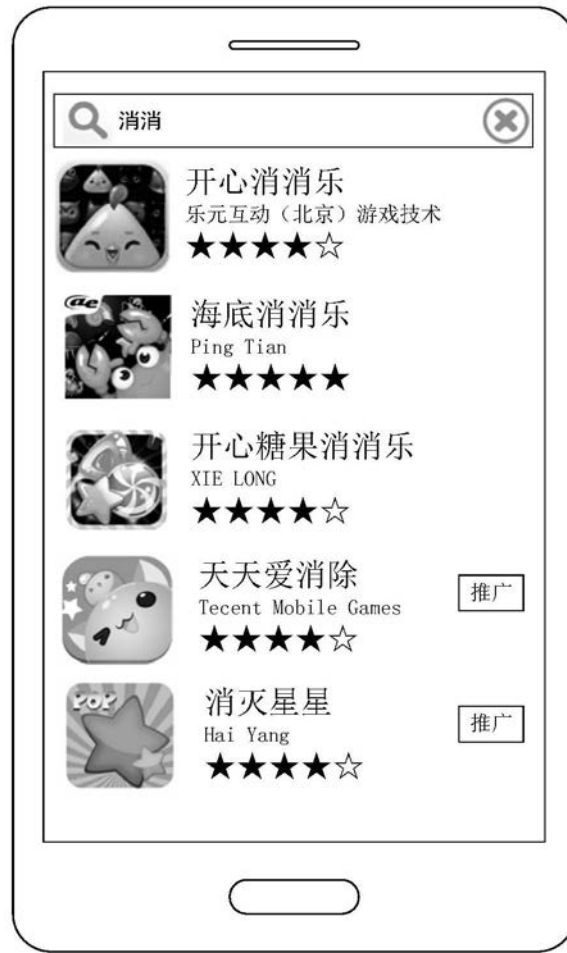 消消
开心消消乐
乐元互动（北京）游戏技术
★★★★☆
@e
海底消消乐
Ping Tian
★★★★★
开心糖果消消乐
XIE LONG
★★★★☆
天天爱消除
Tecent Mobile Games
推广
★★★★☆
POP
消灭星星
Hai Yang
推广
★★★★☆